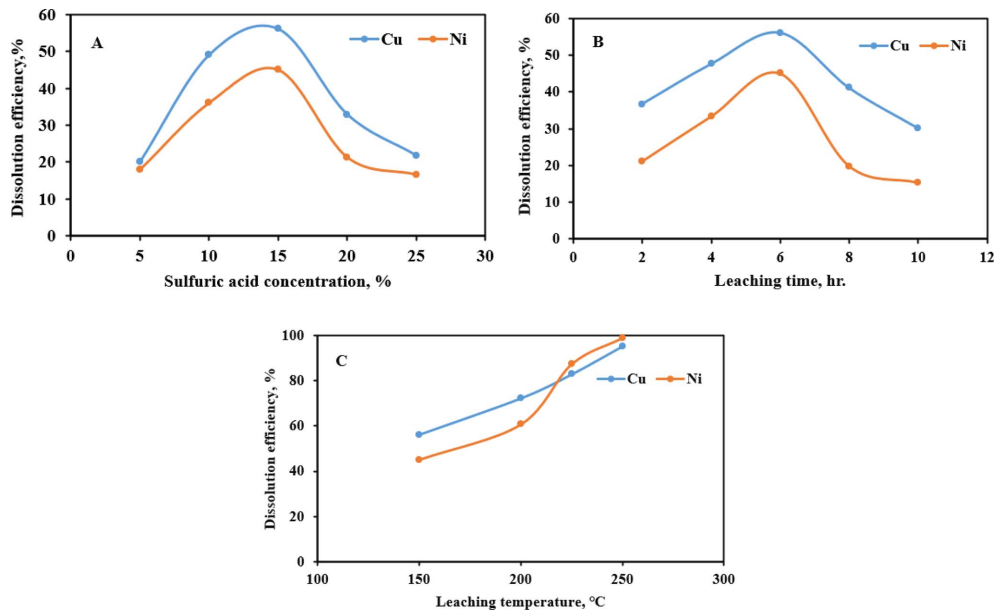 A
Cu
Ni
Dissolution efficiency,%
60
50
40
30
20
10
0
0
5
10
15
20
25
30
Sulfuric acid concentration, %
B
Cu
Ni
Dissolution efficiency, %
60
50
40
30
20
10
0
0
2
4
6
8
10
12
Leaching time, hr.
C
Cu
Ni
Dissolution efficiency, %
100
80
60
40
20
0
100
150
200
250
300
Leaching temperature, °C